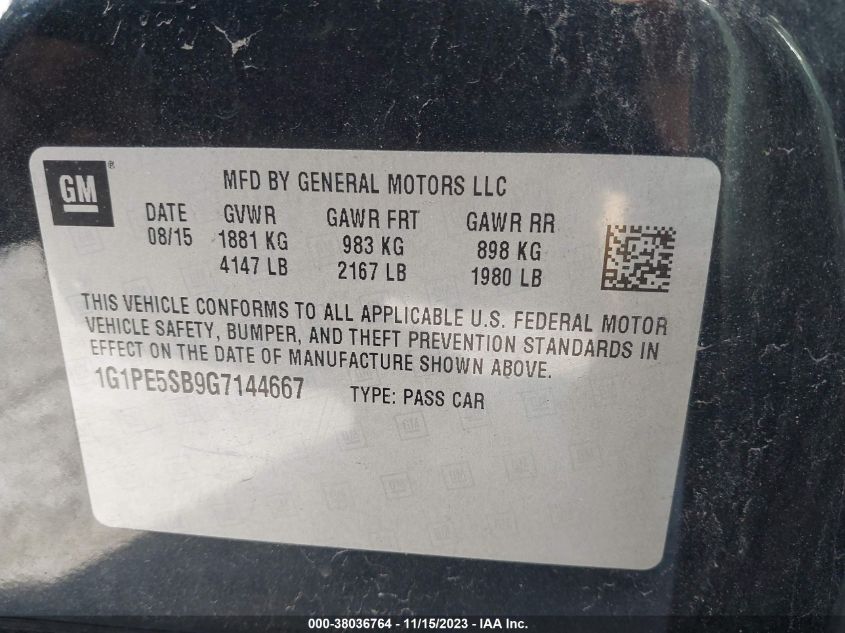 GM®
MFD BY GENERAL MOTORS LLC
DATE GVWR GAWR FRT GAWR RR
08/15 1881 KG 983 KG 898 KG
4147 LB 2167 LB 1980 LB
THIS VEHICLE CONFORMS TO ALL APPLICABLE U.S. FEDERAL MOTOR
VEHICLE SAFETY, BUMPER, AND THEFT PREVENTION STANDARDS IN
EFFECT ON THE DATE OF MANUFACTURE SHOWN ABOVE.
1G1PE5SB9G7144667 TYPE: PASS CAR
000-38036764 - 11/15/2023 - IAA Inc.